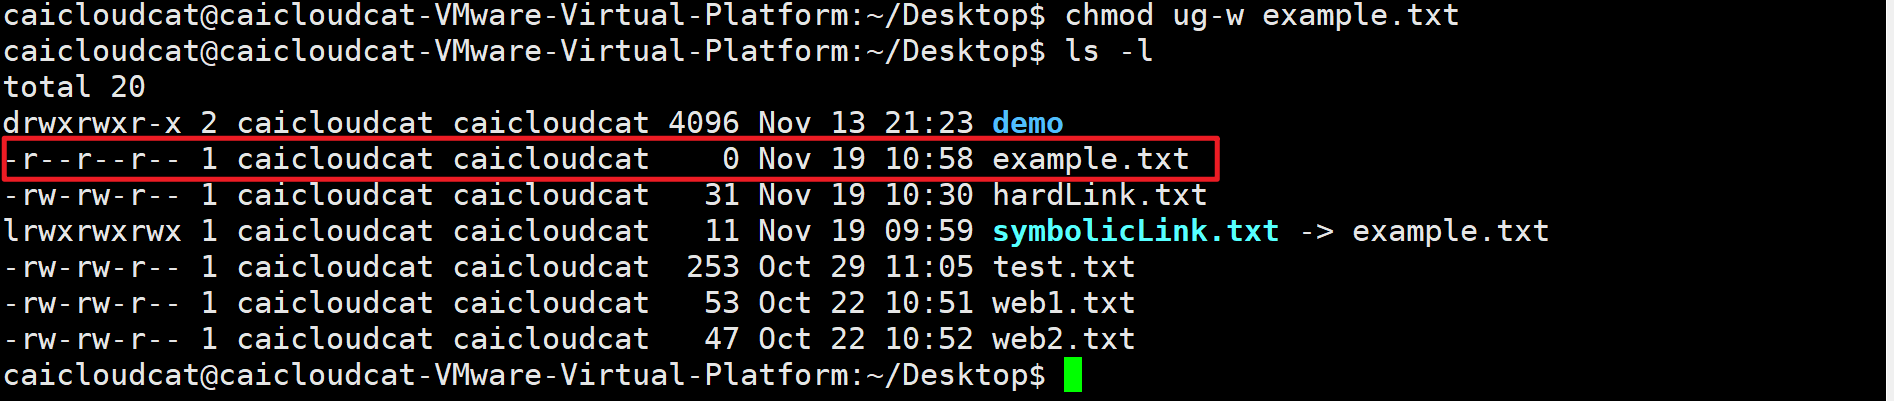 caicloudcat@caicloudcat-VMware-Virtual-Platform:~/Desktop$ chmod ug-w example.txt
caicloudcat@caicloudcat-VMware-Virtual-Platform:~/Desktop$ ls -l
total 20
drwxrwxr-x 2 caicloudcat caicloudcat 4096 Nov 13 21:23 demo
-r--r--r-- 1 caicloudcat caicloudcat    0 Nov 19 10:58 example.txt
-rw-rw-r-- 1 caicloudcat caicloudcat   31 Nov 19 10:30 hardLink.txt
lrwxrwxrwx 1 caicloudcat caicloudcat   11 Nov 19 09:59 symbolicLink.txt -> example.txt
-rw-rw-r-- 1 caicloudcat caicloudcat  253 Oct 29 11:05 test.txt
-rw-rw-r-- 1 caicloudcat caicloudcat   53 Oct 22 10:51 web1.txt
-rw-rw-r-- 1 caicloudcat caicloudcat   47 Oct 22 10:52 web2.txt
caicloudcat@caicloudcat-VMware-Virtual-Platform:~/Desktop$